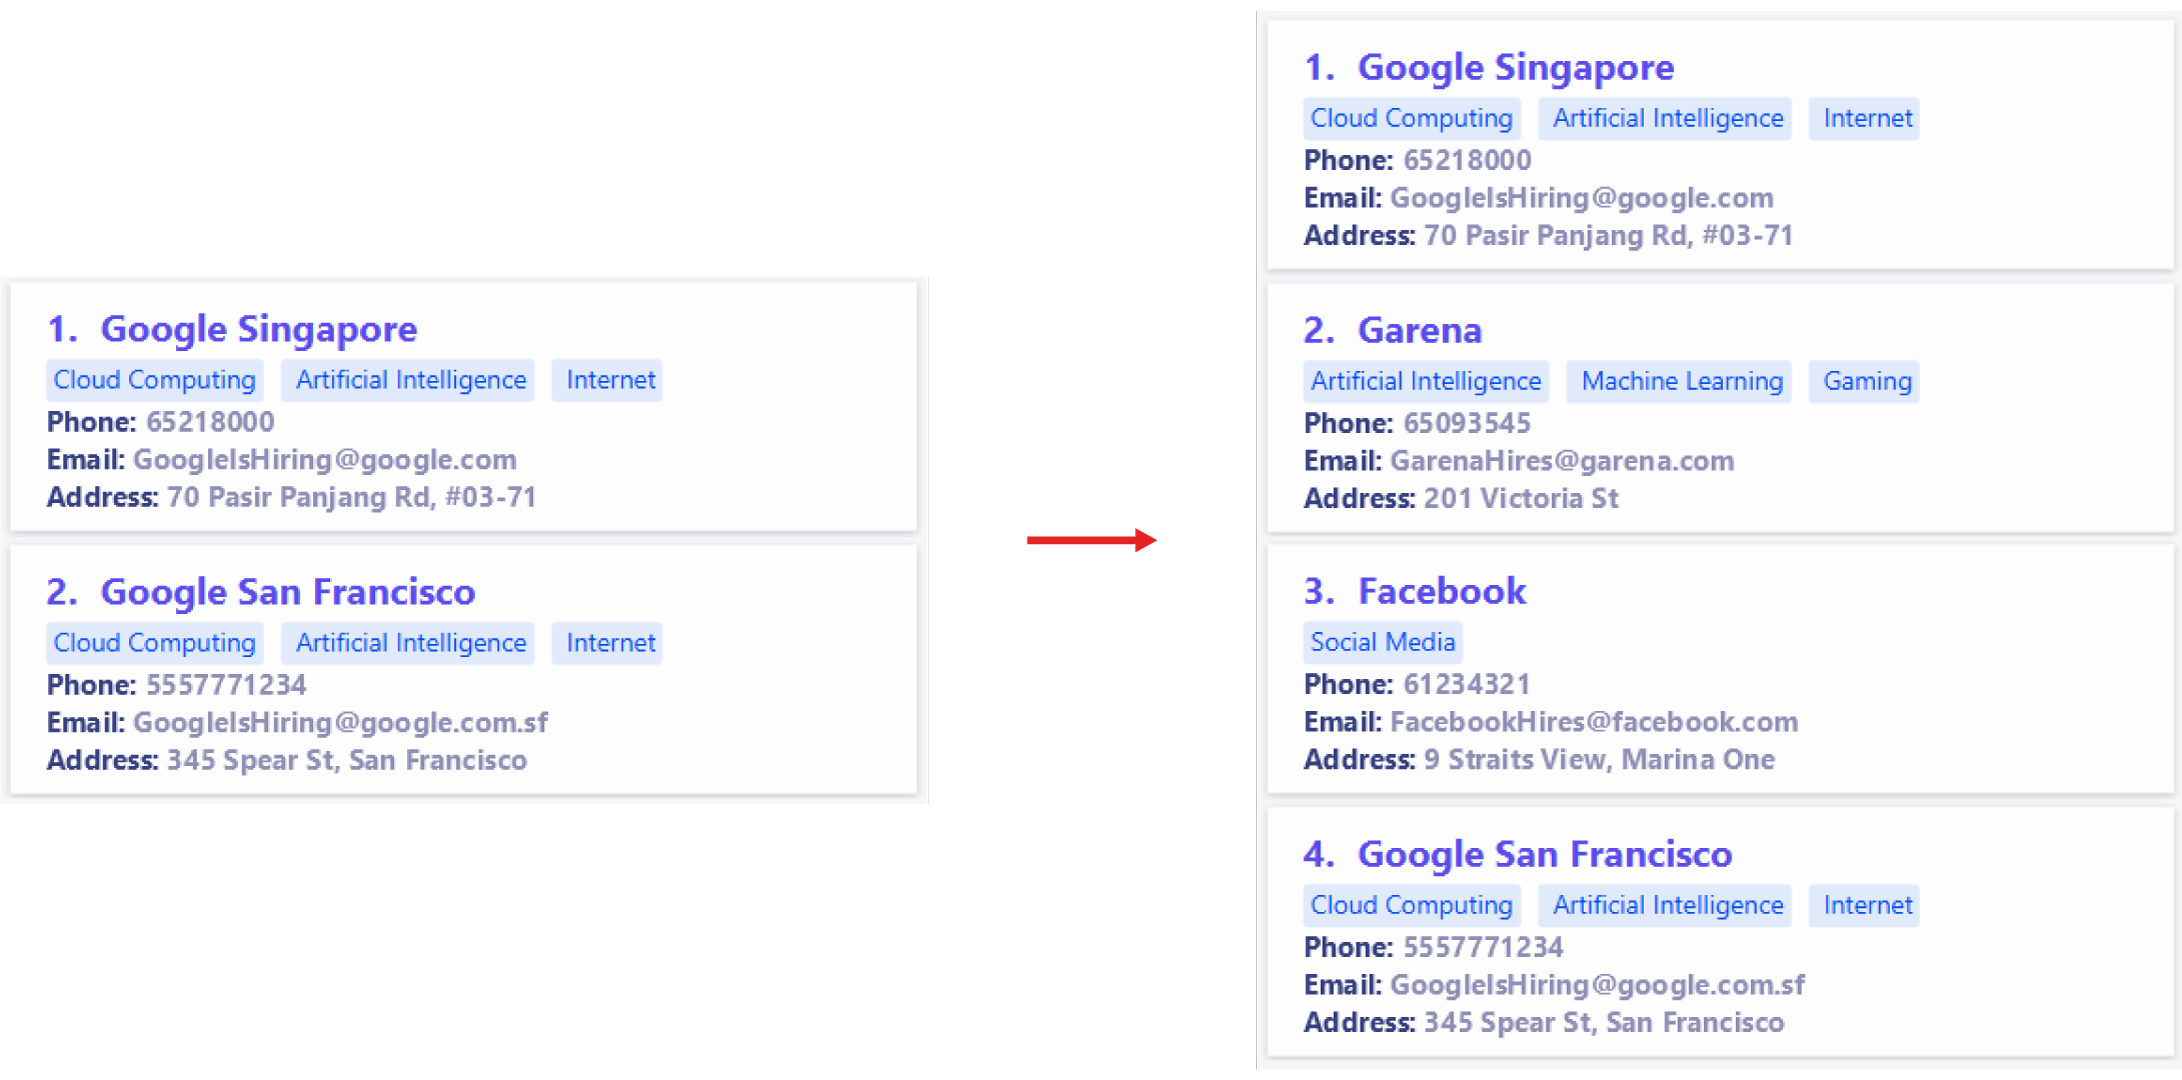 1. Google Singapore
Cloud Computing Artificial Intelligence Internet
Phone: 65218000
Email: GoogleIsHiring@google.com
Address: 70 Pasir Panjang Rd, #03-71
2. Google San Francisco
Cloud Computing Artificial Intelligence Internet
Phone: 5557771234
Email: GoogleIsHiring@google.com.sf
Address: 345 Spear St, San Francisco
1. Google Singapore
Cloud Computing Artificial Intelligence Internet
Phone: 65218000
Email: GoogleIsHiring@google.com
Address: 70 Pasir Panjang Rd, #03-71
2. Garena
Artificial Intelligence Machine Learning Gaming
Phone: 65093545
Email: GarenaHires@garena.com
Address: 201 Victoria St
3. Facebook
Social Media
Phone: 61234321
Email: FacebookHires@facebook.com
Address: 9 Straits View, Marina One
4. Google San Francisco
Cloud Computing Artificial Intelligence Internet
Phone: 5557771234
Email: GoogleIsHiring@google.com.sf
Address: 345 Spear St, San Francisco